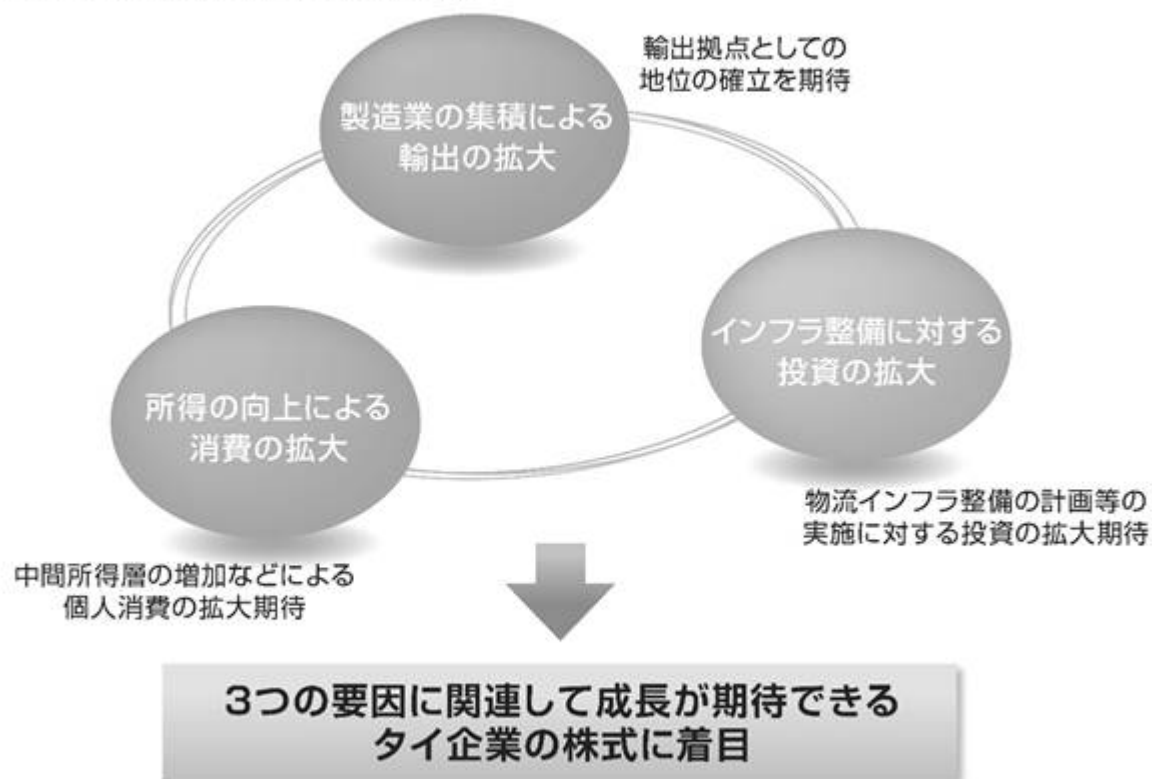 輸出拠点としての
地位の確立を期待
製造業の集積による
輸出の拡大
インフラ整備に対する
投資の拡大
物流インフラ整備の計画等の
実施に対する投資の拡大期待
所得の向上による
消費の拡大
中間所得層の増加などによる
個人消費の拡大期待
3つの要因に関連して成長が期待できる
タイ企業の株式に着目